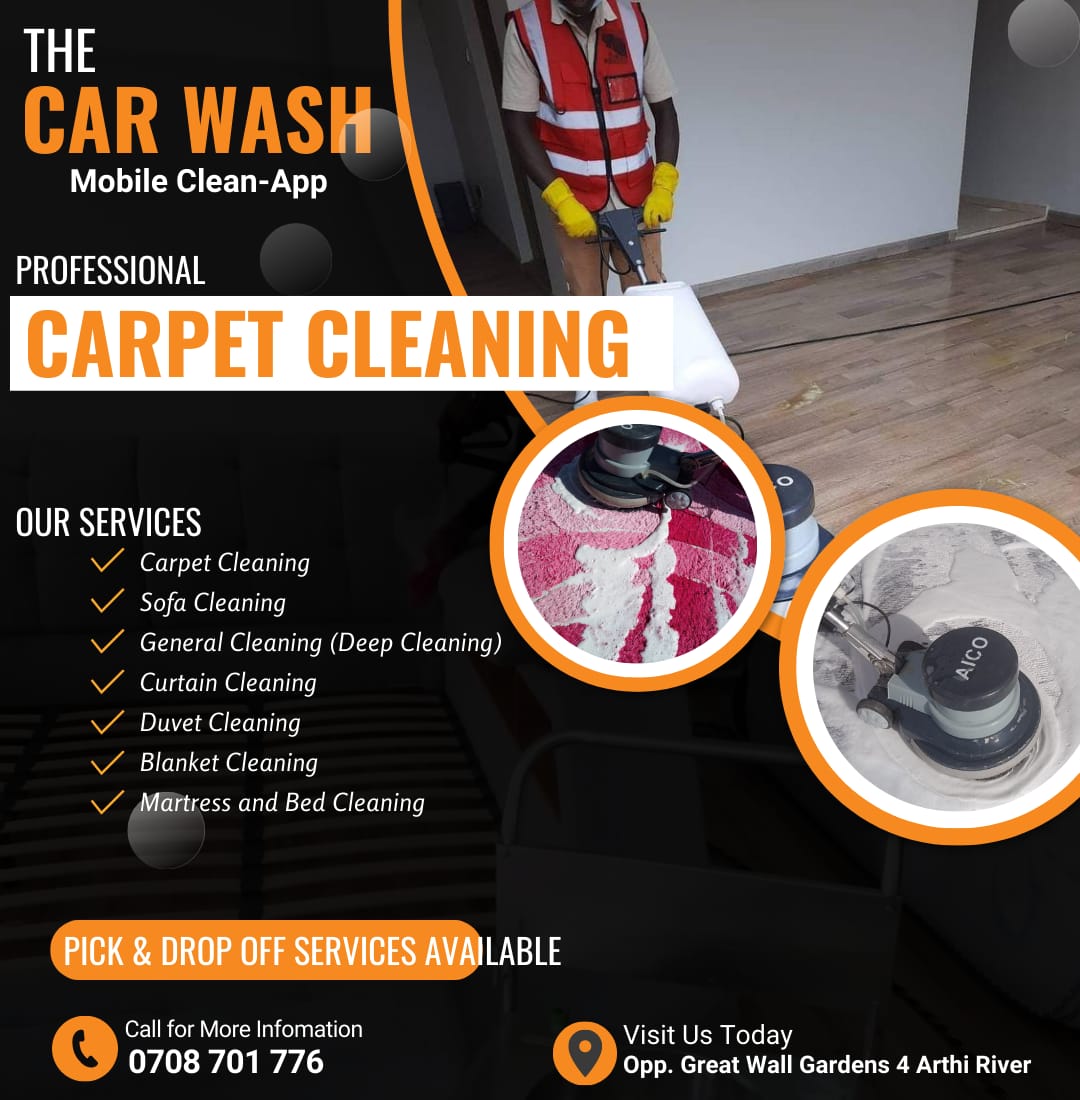 THE
CAR WASH
Mobile Clean-App
PROFESSIONAL
CARPET CLEANING
OUR SERVICES
Carpet Cleaning
Sofa Cleaning
General Cleaning (Deep Cleaning)
Curtain Cleaning
Duvet Cleaning
Blanket Cleaning
Martress and Bed Cleaning
AICO
PICK & DROP OFF SERVICES AVAILABLE
Call for More Infomation
0708 701 776
Visit Us Today
Opp. Great Wall Gardens 4 Arthi River